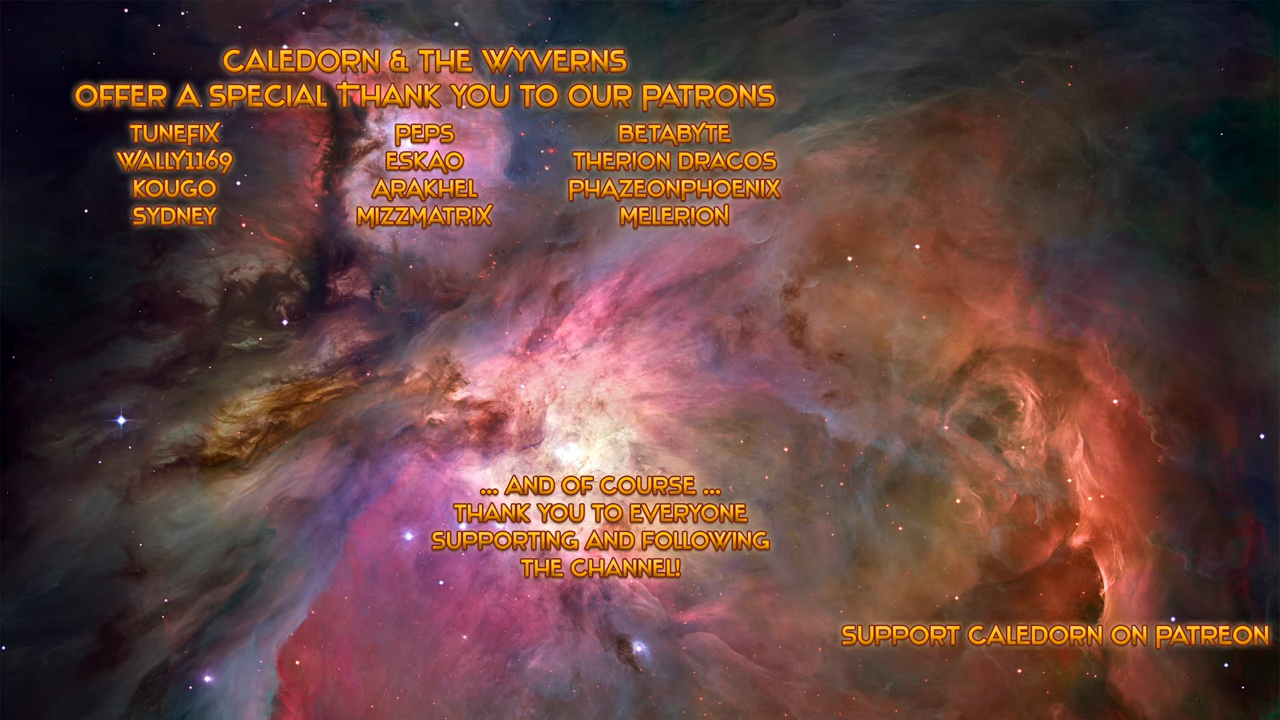 CALEDORN & THE WYVERNS
OFFER A SPECIAL THANK YOU TO OUR PATRONS
TUNEFIX PEPS BETABYTE
WALLY1169 ESKAO THERION DRACOS
KOUGO ARAKHEL PHAZEONPHOENIX
SYDNEY MIZZMATRIX MELERION
... AND OF COURSE ...
THANK YOU TO EVERYONE
SUPPORTING AND FOLLOWING
THE CHANNEL!
SUPPORT CALEDORN ON PATREON